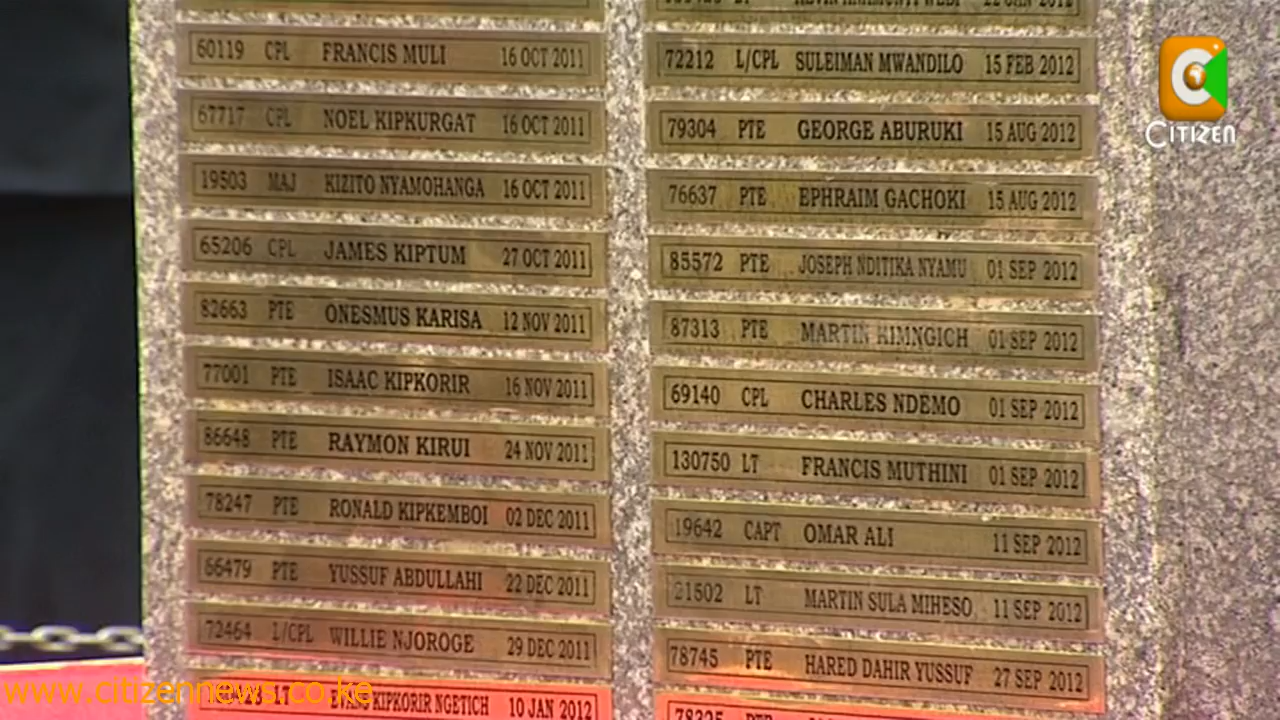 60119 CPL FRANCIS MULI 16 OCT 2011
67717 CPL NOEL KIPKURGAT 16 OCT 2011
19503 MAJ KIZITO NYAMOHANGA 16 OCT 2011
65206 CPL JAMES KIPTUM 27 OCT 2011
82663 PTE ONESMUS KARISA 12 NOV 2011
77001 PTE ISAAC KIPKORIR 16 NOV 2011
86648 PTE RAYMON KIRUI 24 NOV 2011
78247 PTE RONALD KIPKEMBOI 02 DEC 2011
66479 PTE YUSSUF ABDULLAHI 22 DEC 2011
72464 L/CPL WILLIE NJOROGE 29 DEC 2011
KIPKORIR NGETICH 10 JAN 2012
72212 L/CPL SULEIMAN MWANDILO 15 FEB 2012
79304 PTE GEORGE ABURUKI 15 AUG 2012
76637 PTE EPHRAIM GACHOKI 15 AUG 2012
85572 PTE JOSEPH NDITIKA NYAMU 01 SEP 2012
87313 PTE MARTIN KIMNGICH 01 SEP 2012
69140 CPL CHARLES NDEMO 01 SEP 2012
130750 LT FRANCIS MUTHINI 01 SEP 2012
19642 CAPT OMAR ALI 11 SEP 2012
21502 LT MARTIN SULA MIHESO 11 SEP 2012
78745 PTE HARED DAHIR YUSSUF 27 SEP 2012
CITIZEN
www.citizennews.co.ke